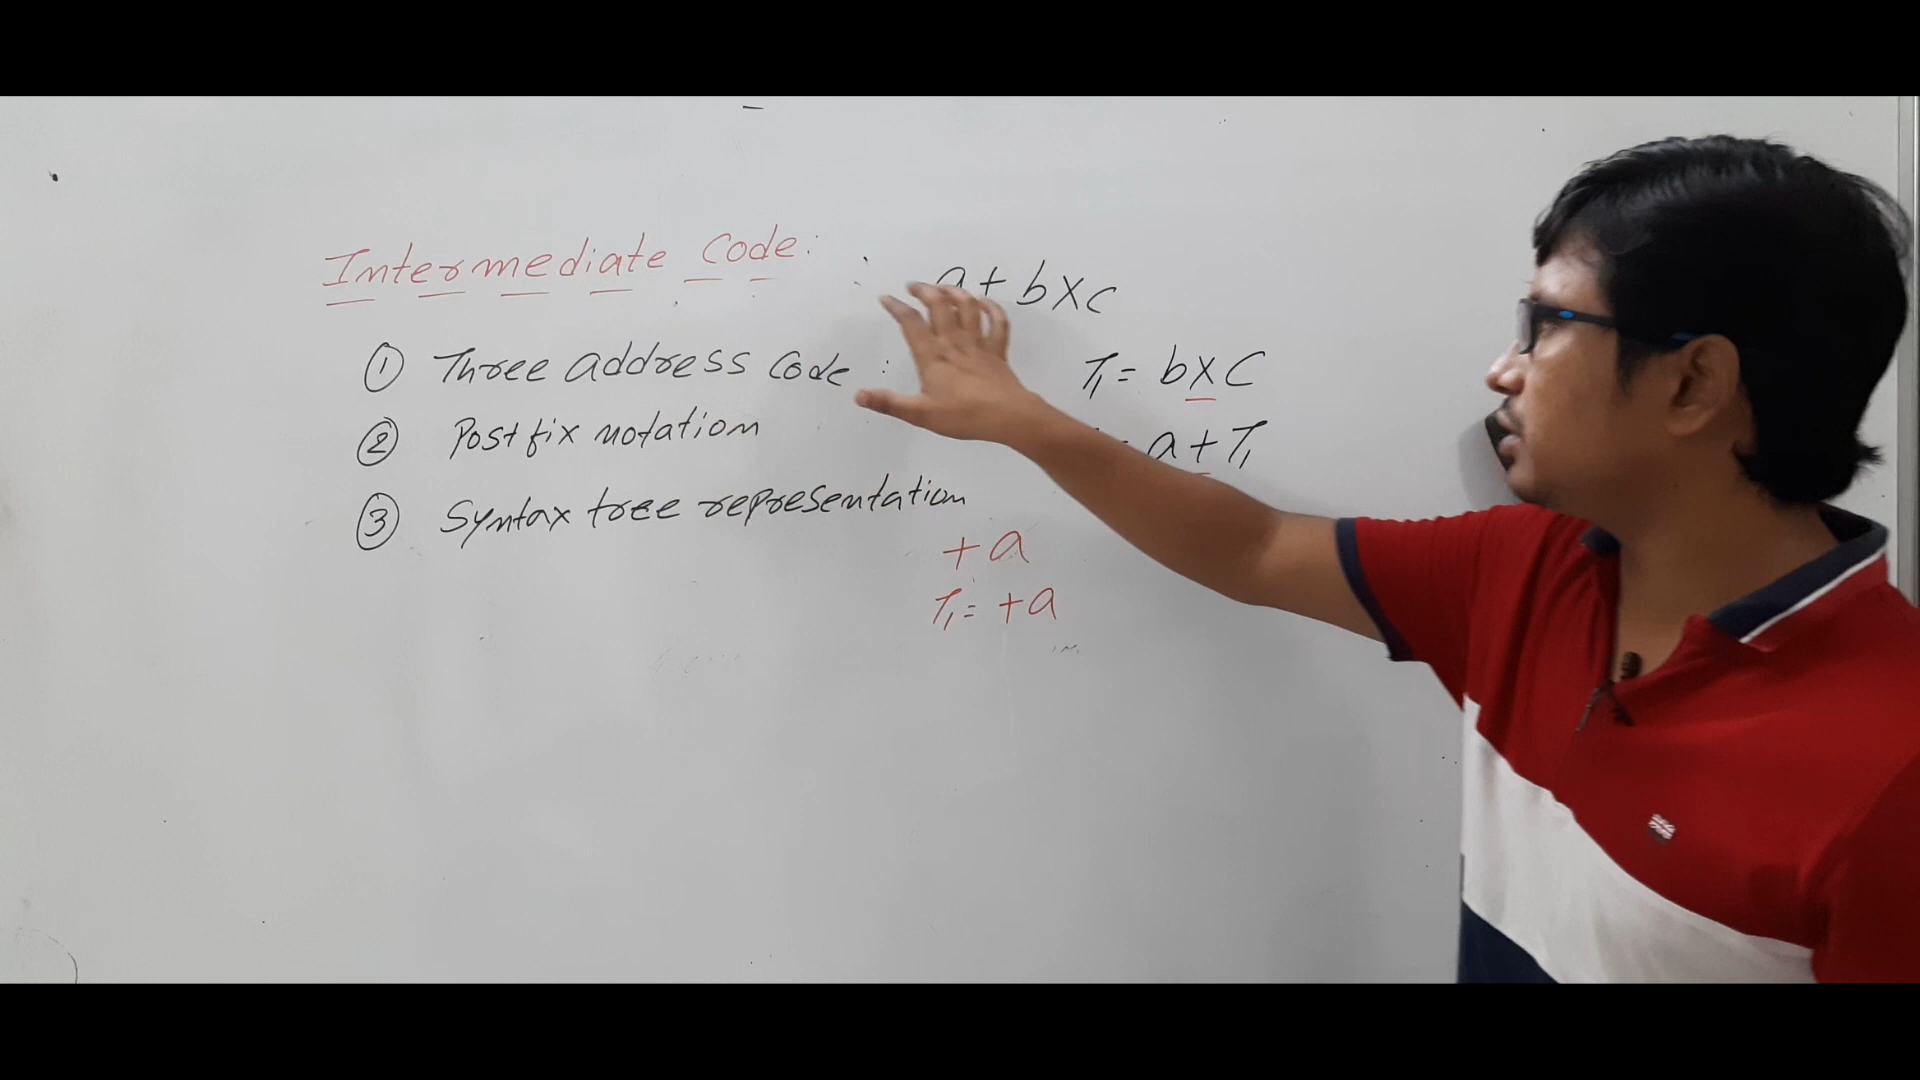 Intermediate Code:
a + b × c
① Three address Code :
T1 = b × C
= a + T1
② Postfix notation
③ Syntax tree representation
+ a
T1 = + a